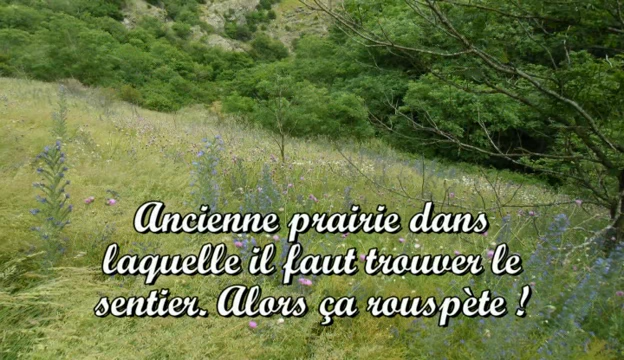 Ancienne prairie dans
laquelle il faut trouver le
sentier. Alors ça rouspète !